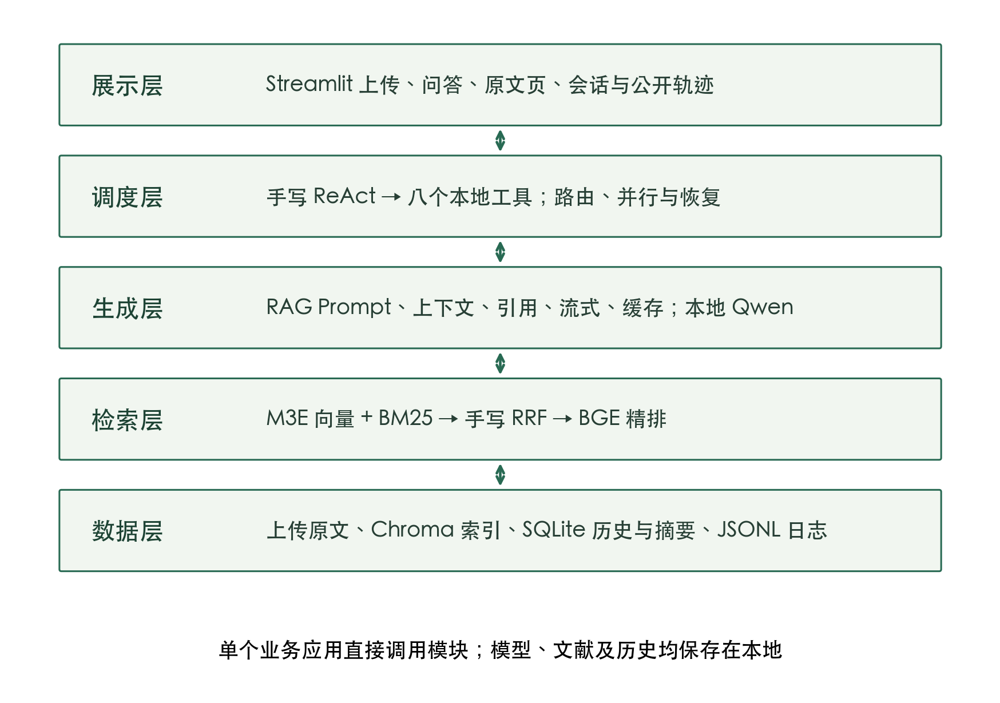 展示层
Streamlit 上传、问答、原文页、会话与公开轨迹
调度层
手写 ReAct → 八个本地工具；路由、并行与恢复
生成层
RAG Prompt、上下文、引用、流式、缓存；本地 Qwen
检索层
M3E 向量 + BM25 → 手写 RRF → BGE 精排
数据层
上传原文、Chroma 索引、SQLite 历史与摘要、JSONL 日志
单个业务应用直接调用模块；模型、文献及历史均保存在本地